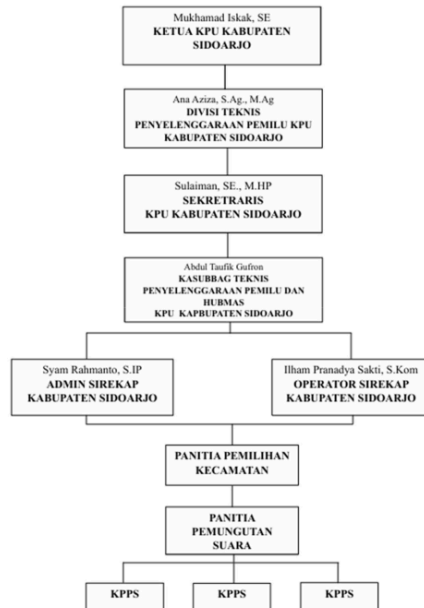 Mukhamad Iskak, SE
KETUA KPU KABUPATEN
SIDOARJO
Ana Aziza, S.Ag., M.Ag
DIVISI TEKNIS
PENYELENGGARAAN PEMILU KPU
KABUPATEN SIDOARJO
Sulaiman, SE., M.HP
SEKRETRARIS
KPU KABUPATEN SIDOARJO
Abdul Taufik Gufron
KASUBBAG TEKNIS
PENYELENGGARAAN PEMILU DAN
HUBMAS
KPU KAPBUPATEN SIDOARJO
Syam Rahmanto, S.IP
ADMIN SIREKAP
KABUPATEN SIDOARJO
Ilham Pranadya Sakti, S.Kom
OPERATOR SIREKAP
KABUPATEN SIDOARJO
PANITIA PEMILIHAN
KECAMATAN
PANITIA
PEMUNGUTAN
SUARA
KPPS
KPPS
KPPS